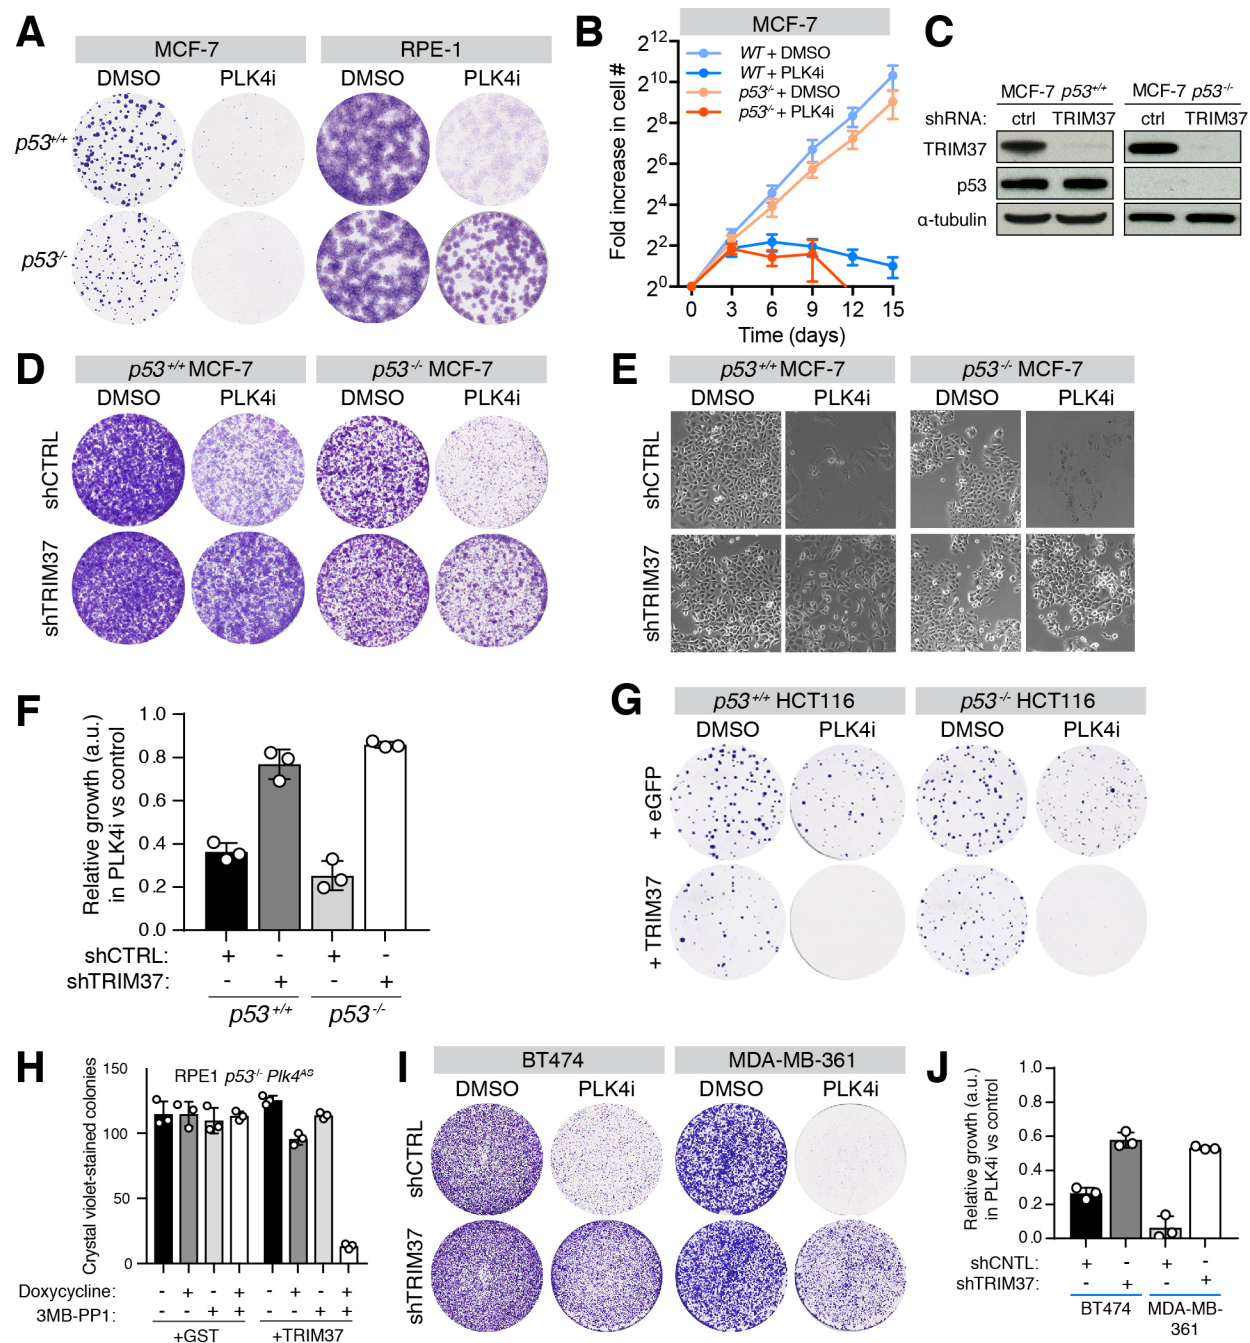 A
MCF-7
RPE-1
DMSO
PLK4i
DMSO
PLK4i
p53+/+
p53-/-
B
MCF-7
WT + DMSO
WT + PLK4i
p53-/- + DMSO
p53-/- + PLK4i
Fold increase in cell #
2^12
2^10
2^8
2^6
2^4
2^2
2^0
0 3 6 9 12 15
Time (days)
C
MCF-7 p53+/+
MCF-7 p53-/-
shRNA: ctrl TRIM37 ctrl TRIM37
TRIM37
p53
α-tubulin
D
p53+/+ MCF-7
p53-/- MCF-7
DMSO
PLK4i
DMSO
PLK4i
shCTRL
shTRIM37
E
p53+/+ MCF-7
p53-/- MCF-7
DMSO
PLK4i
DMSO
PLK4i
shCTRL
shTRIM37
F
Relative growth (a.u.)
in PLK4i vs control
1.0
0.8
0.6
0.4
0.2
0.0
shCTRL: + - + -
shTRIM37: - + - +
p53+/+
p53-/-
G
p53+/+ HCT116
p53-/- HCT116
DMSO
PLK4i
DMSO
PLK4i
+ eGFP
+ TRIM37
H
RPE1 p53-/- Plk4AS
Crystal violet-stained colonies
150
100
50
0
Doxycycline: - + - + - + - +
3MB-PP1: - - + + - - + +
+GST
+TRIM37
I
BT474
MDA-MB-361
DMSO
PLK4i
DMSO
PLK4i
shCTRL
shTRIM37
J
Relative growth (a.u.)
in PLK4i vs control
1.0
0.8
0.6
0.4
0.2
0.0
shCNTL: + - + -
shTRIM37: - + - +
BT474
MDA-MB-
361